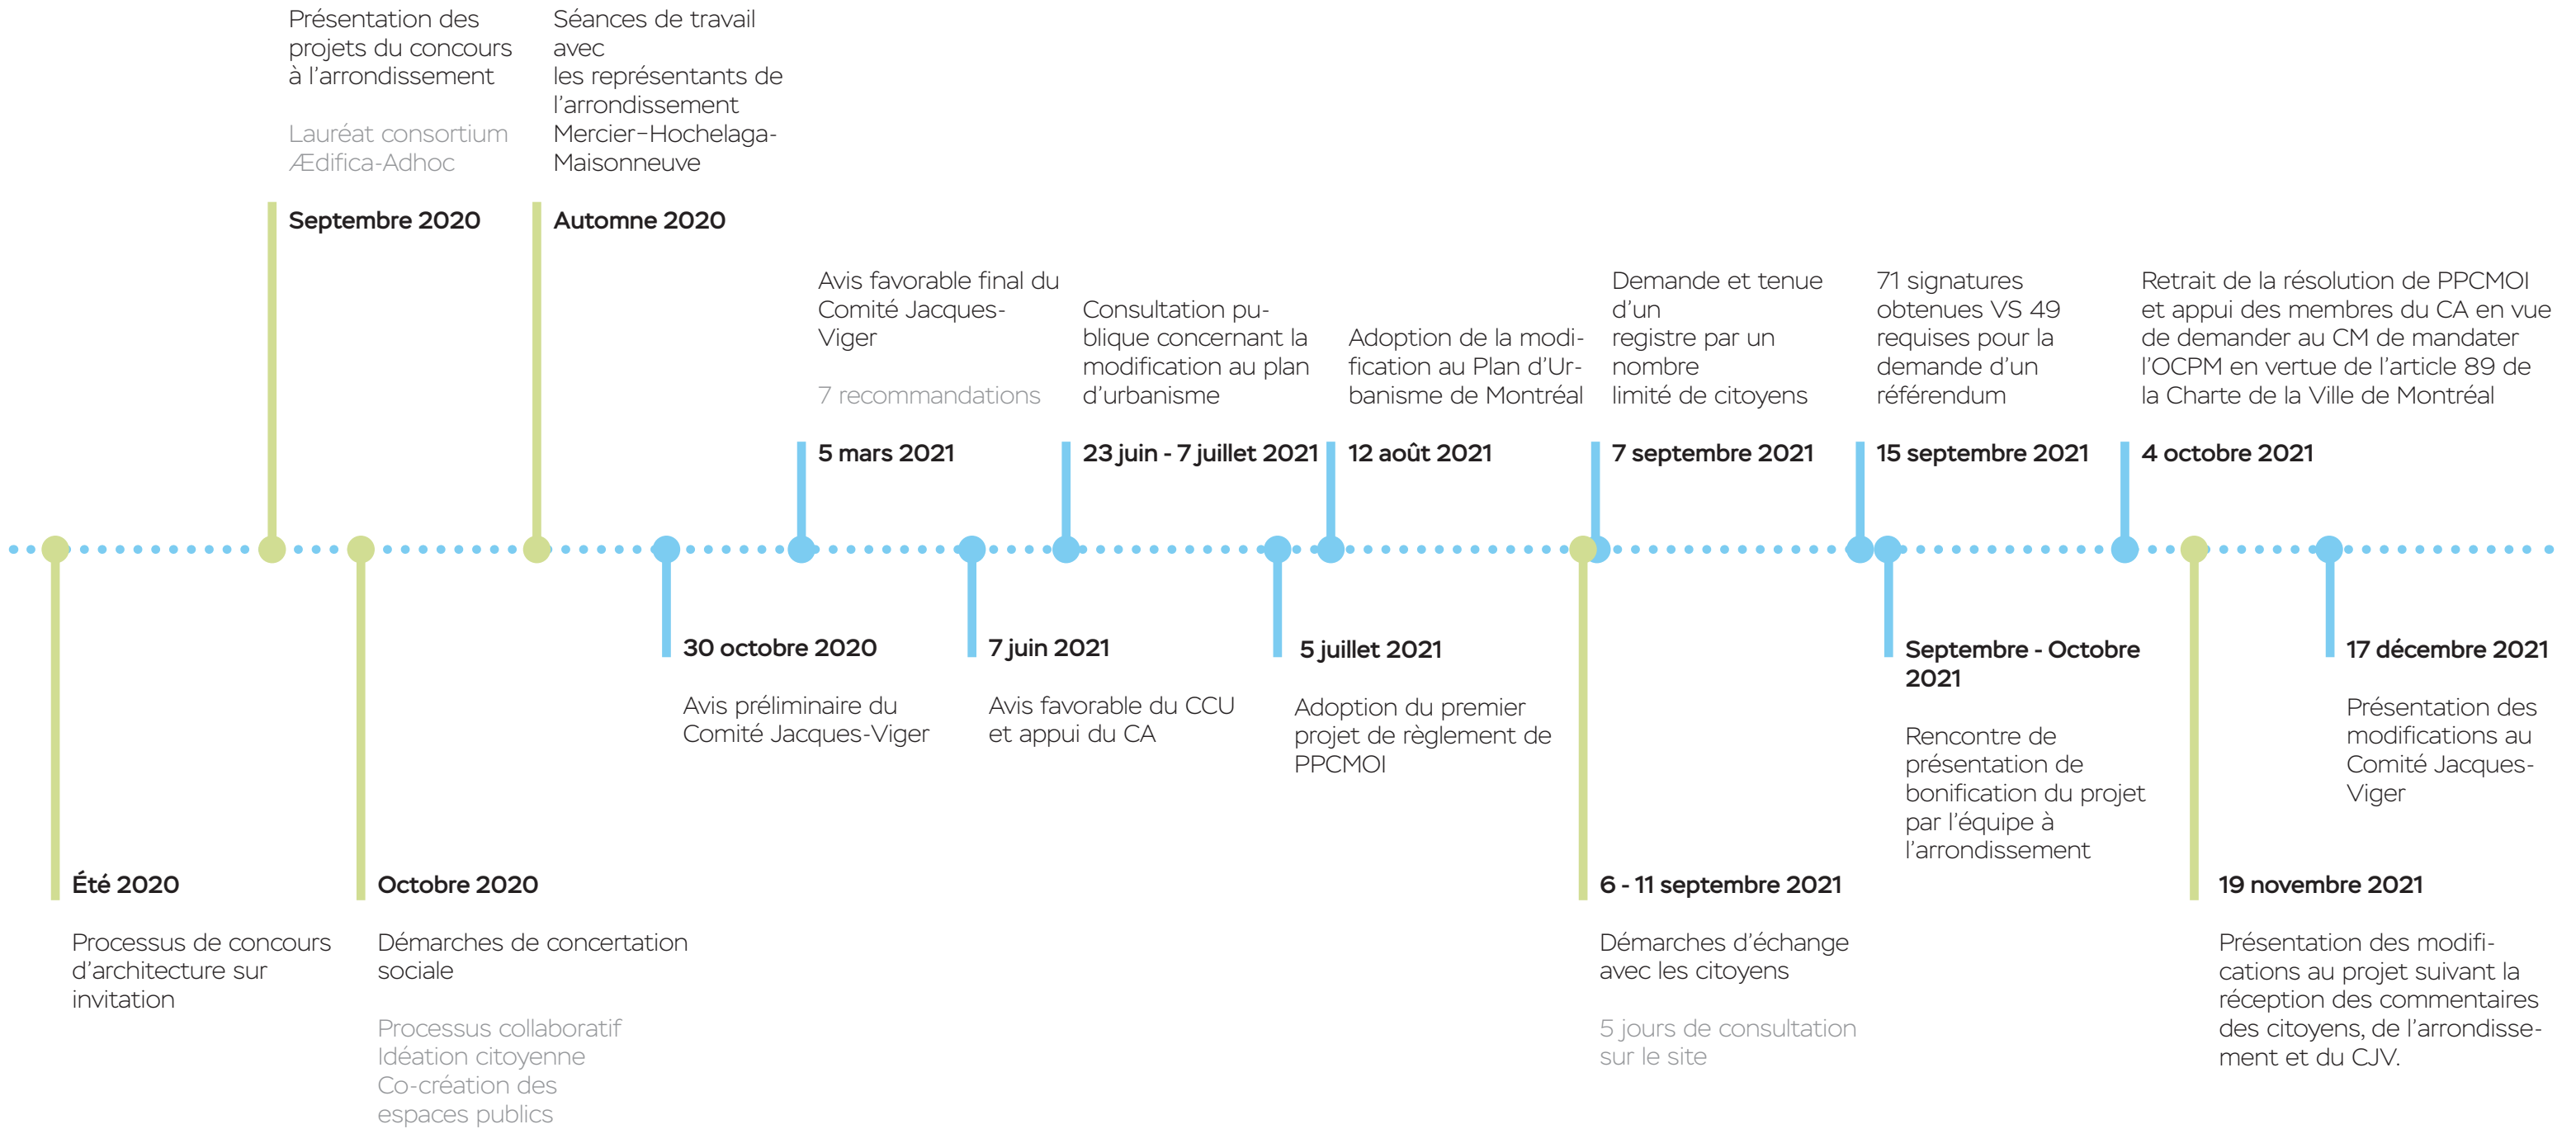 Présentation des
projets du concours
à l'arrondissement
Lauréat consortium
Ædifica-Adhoc
Septembre 2020
Séances de travail
avec
les représentants de
l'arrondissement
Mercier–Hochelaga-
Maisonneuve
Automne 2020
Avis favorable final du
Comité Jacques-
Viger
7 recommandations
5 mars 2021
Consultation pu-
blique concernant la
modification au plan
d'urbanisme
23 juin - 7 juillet 2021
Adoption de la modi-
fication au Plan d'Ur-
banisme de Montréal
12 août 2021
Demande et tenue
d'un
registre par un
nombre
limité de citoyens
7 septembre 2021
71 signatures
obtenues VS 49
requises pour la
demande d'un
référendum
15 septembre 2021
Retrait de la résolution de PPCMOI
et appui des membres du CA en vue
de demander au CM de mandater
l'OCPM en vertue de l'article 89 de
la Charte de la Ville de Montréal
4 octobre 2021
30 octobre 2020
Avis préliminaire du
Comité Jacques-Viger
7 juin 2021
Avis favorable du CCU
et appui du CA
5 juillet 2021
Adoption du premier
projet de règlement de
PPCMOI
Septembre - Octobre
2021
Rencontre de
présentation de
bonification du projet
par l'équipe à
l'arrondissement
17 décembre 2021
Présentation des
modifications au
Comité Jacques-
Viger
Été 2020
Processus de concours
d'architecture sur
invitation
Octobre 2020
Démarches de concertation
sociale
Processus collaboratif
Idéation citoyenne
Co-création des
espaces publics
6 - 11 septembre 2021
Démarches d'échange
avec les citoyens
5 jours de consultation
sur le site
19 novembre 2021
Présentation des modifi-
cations au projet suivant la
réception des commentaires
des citoyens, de l'arrondisse-
ment et du CJV.